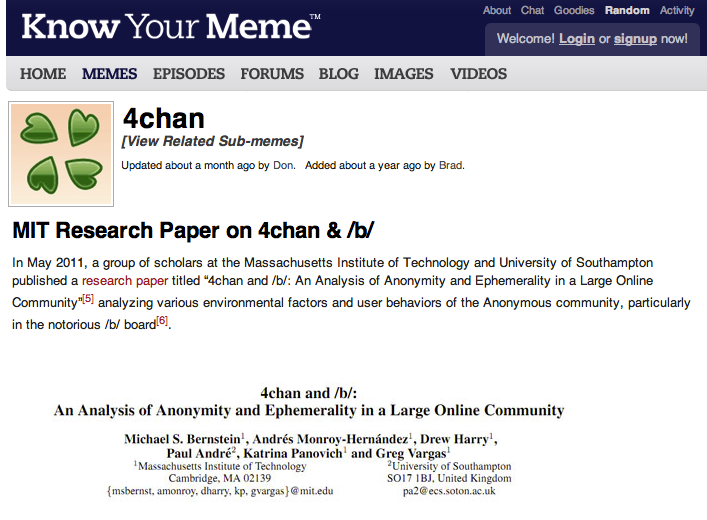 About Chat Goodies Random Activity
Know Your Meme™
Welcome! Login or signup now!
HOME MEMES EPISODES FORUMS BLOG IMAGES VIDEOS
4chan
[View Related Sub-memes]
Updated about a month ago by Don. Added about a year ago by Brad.
MIT Research Paper on 4chan & /b/
In May 2011, a group of scholars at the Massachusetts Institute of Technology and University of Southampton
published a research paper titled “4chan and /b/: An Analysis of Anonymity and Ephemerality in a Large Online
Community”[5] analyzing various environmental factors and user behaviors of the Anonymous community, particularly
in the notorious /b/ board[6].
4chan and /b/:
An Analysis of Anonymity and Ephemerality in a Large Online Community
Michael S. Bernstein¹, Andrés Monroy-Hernández¹, Drew Harry¹,
Paul André², Katrina Panovich¹ and Greg Vargas¹
¹Massachusetts Institute of Technology
Cambridge, MA 02139
{msbernst, amonroy, dharry, kp, gvargas}@mit.edu
²University of Southampton
SO17 1BJ, United Kingdom
pa2@ecs.soton.ac.uk